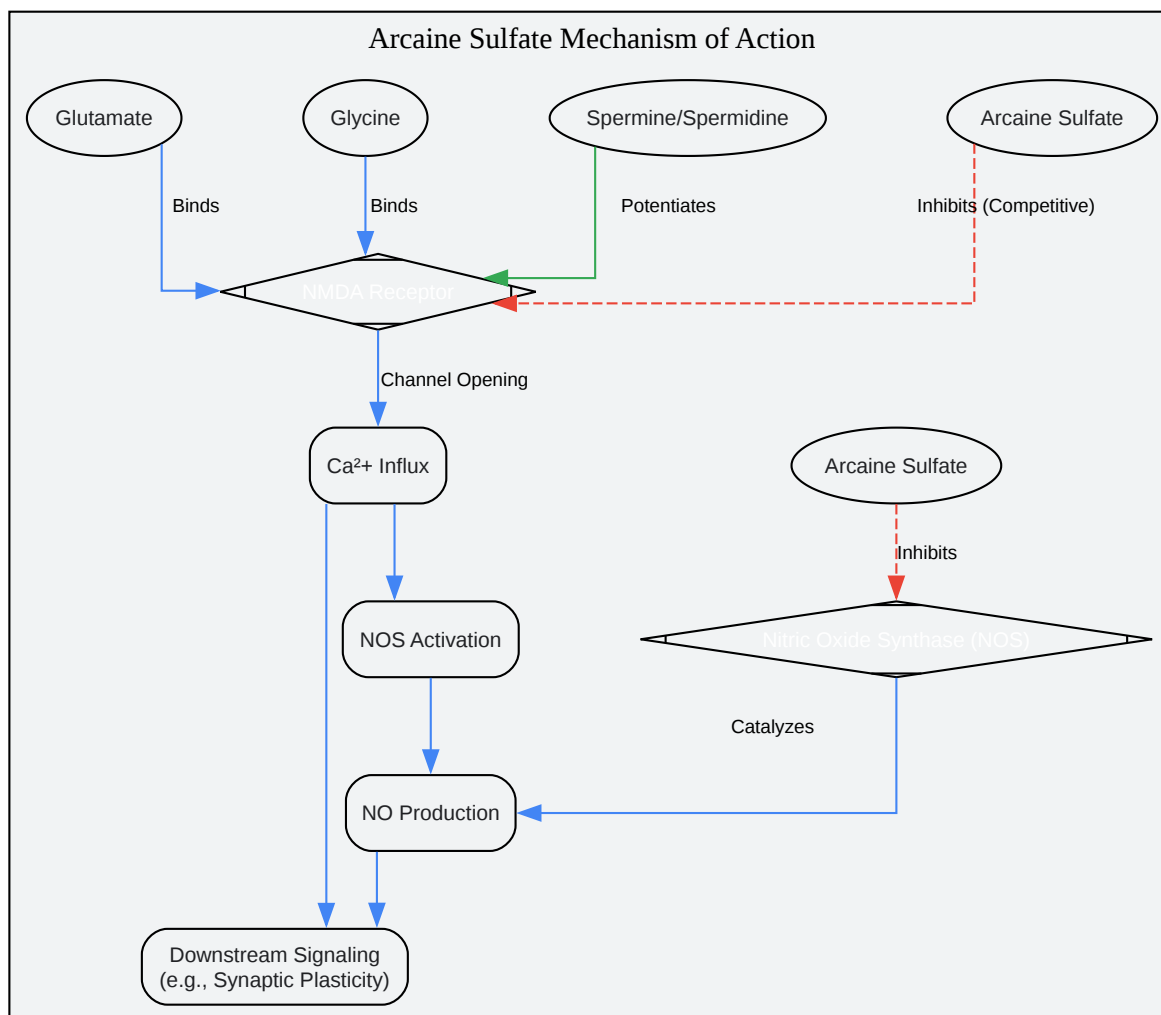 Arcaine Sulfate Mechanism of Action
Glutamate
Glycine
Spermine/Spermidine
Arcaine Sulfate
Binds
Binds
Potentiates
Inhibits (Competitive)
NMDA Receptor
Channel Opening
Ca²+ Influx
Arcaine Sulfate
Inhibits
NOS Activation
Nitric Oxide Synthase (NOS)
Catalyzes
NO Production
Downstream Signaling
(e.g., Synaptic Plasticity)